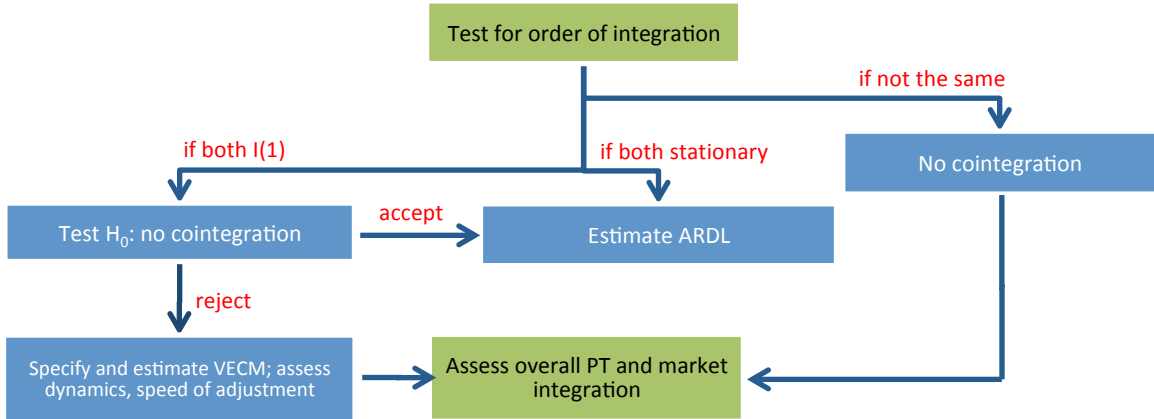 Test for order of integration
if not the same
if both I(1)
if both stationary
No cointegration
accept
Test H₀: no cointegration
Estimate ARDL
reject
Specify and estimate VECM; assess
dynamics, speed of adjustment
Assess overall PT and market
integration